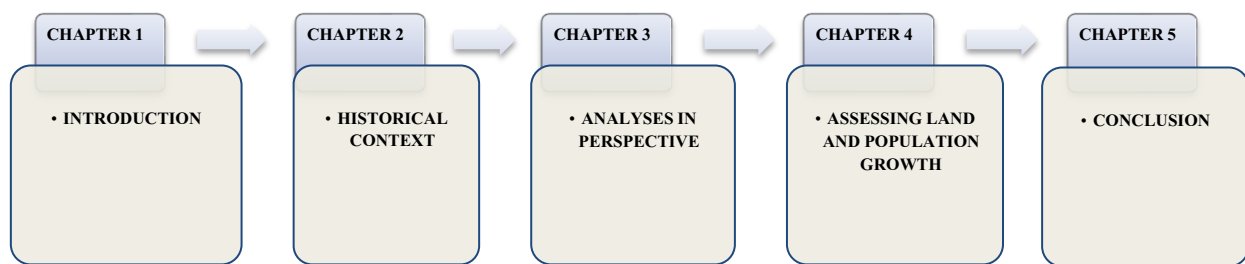 CHAPTER 1
• INTRODUCTION
CHAPTER 2
• HISTORICAL
CONTEXT
CHAPTER 3
• ANALYSES IN
PERSPECTIVE
CHAPTER 4
• ASSESSING LAND
AND POPULATION
GROWTH
CHAPTER 5
• CONCLUSION